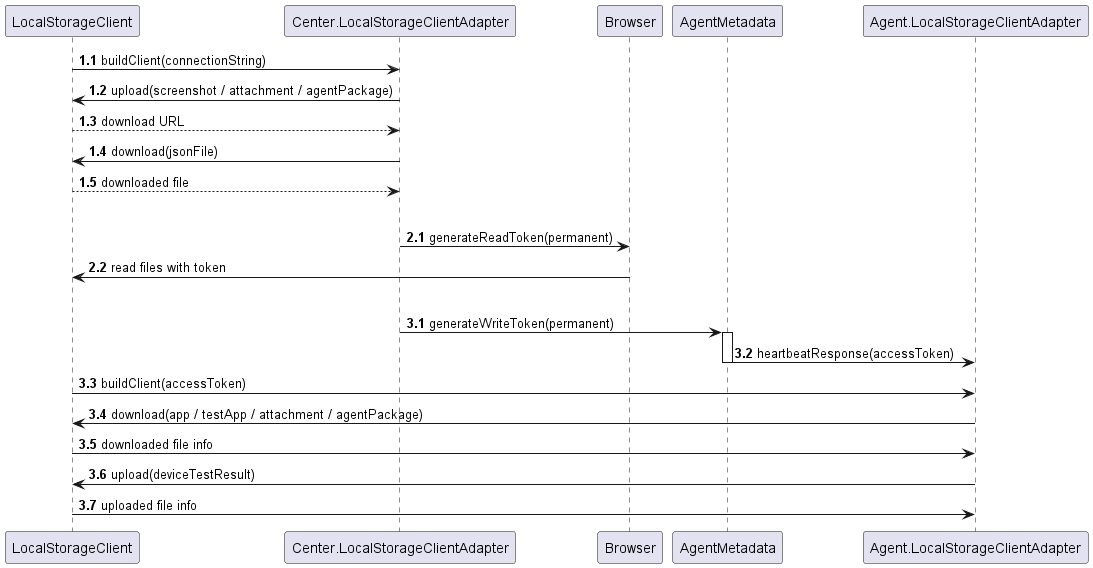 LocalStorageClient
Center.LocalStorageClientAdapter
Browser
AgentMetadata
Agent.LocalStorageClientAdapter
1.1 buildClient(connectionString)
1.2 upload(screenshot / attachment / agentPackage)
1.3 download URL
1.4 download(jsonFile)
1.5 downloaded file
2.1 generateReadToken(permanent)
2.2 read files with token
3.1 generateWriteToken(permanent)
3.2 heartbeatResponse(accessToken)
3.3 buildClient(accessToken)
3.4 download(app / testApp / attachment / agentPackage)
3.5 downloaded file info
3.6 upload(deviceTestResult)
3.7 uploaded file info
LocalStorageClient
Center.LocalStorageClientAdapter
Browser
AgentMetadata
Agent.LocalStorageClientAdapter